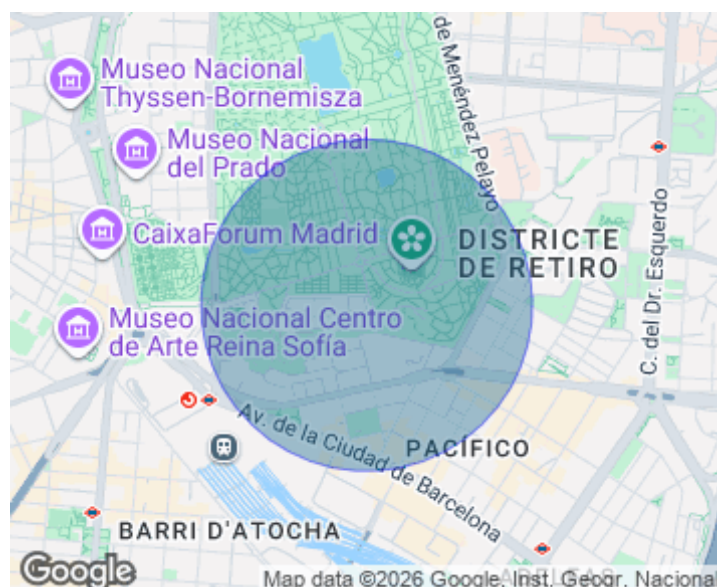 Museo Nacional
Thyssen-Bornemisza
Museo Nacional
del Prado
de Menéndez Pelayo
CaixaForum Madrid
DISTRICTE
DE RETIRO
C. del Dr. Esquerdo
Museo Nacional Centro
de Arte Reina Sofía
Av. de la Ciudad de Barcelona
PACÍFICO
BARRI D'ATOCHA
Google
Map data ©2026 Google, Inst. Geogr. Nacional